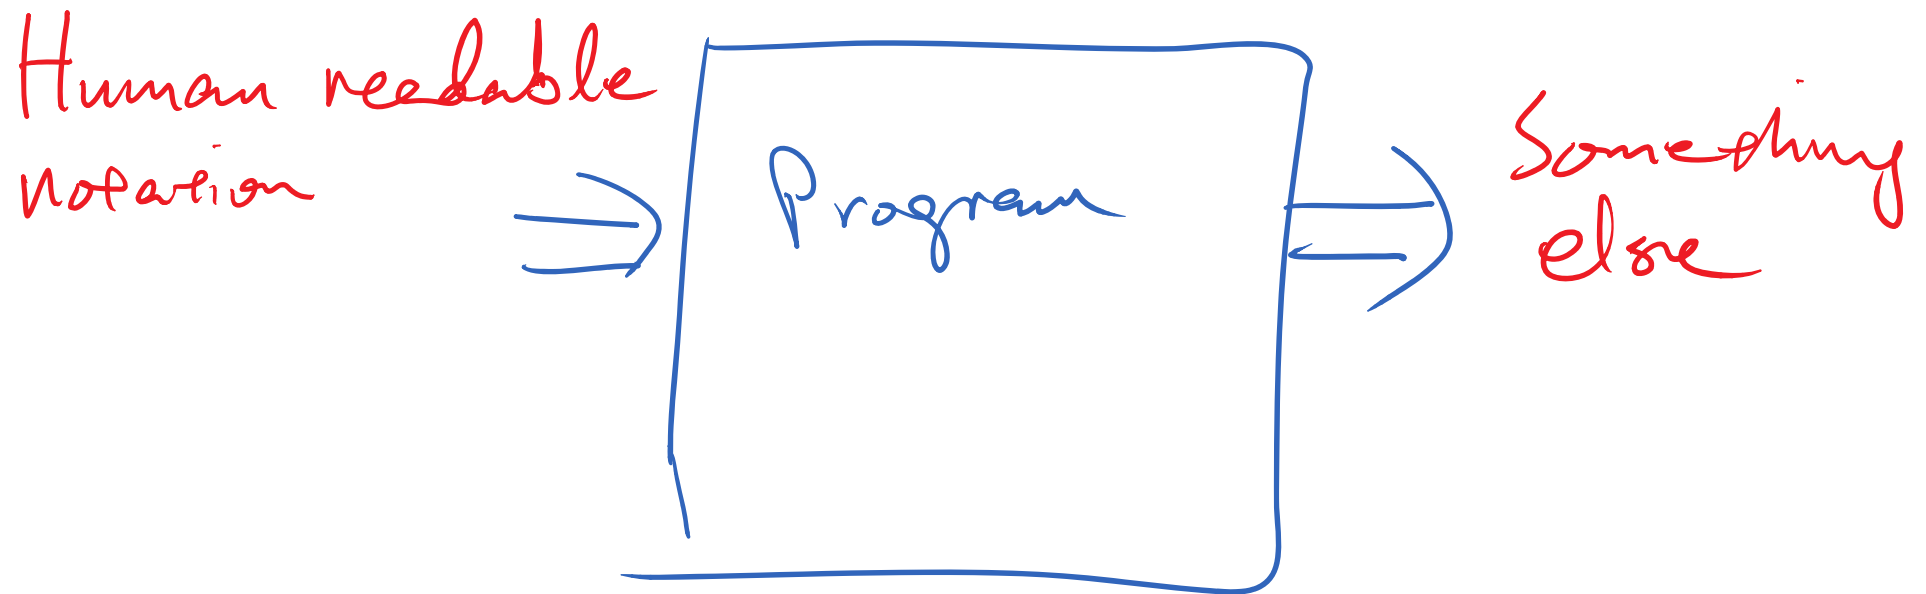 Human readable
notation
Program
Something
else